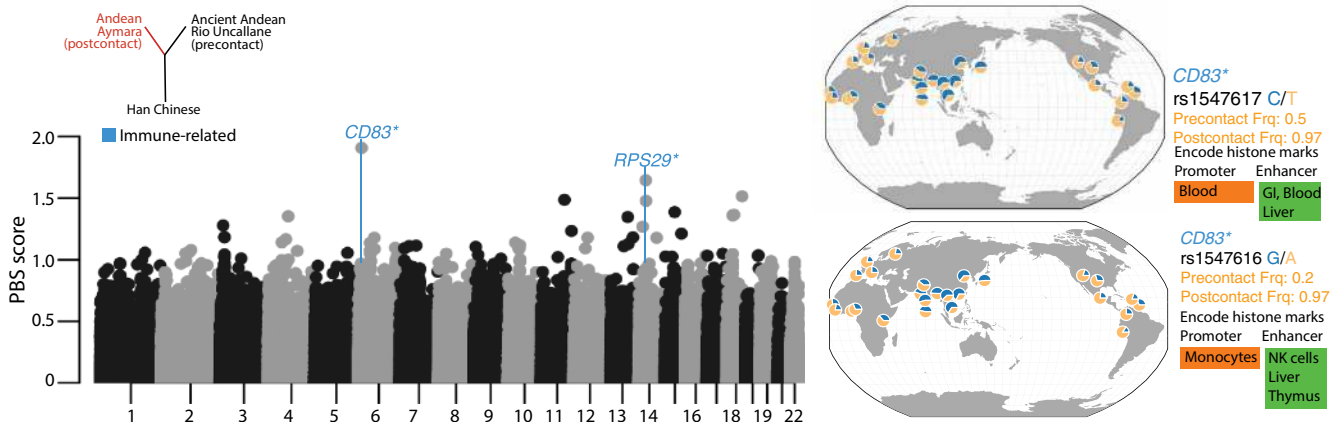 Andean
Aymara
(postcontact)
Ancient Andean
Rio Uncallane
(precontact)
Han Chinese
Immune-related
CD83*
RPS29*
PBS score
2.0
1.5
1.0
0.5
0
1 2 3 4 5 6 7 8 9 10 11 12 13 14 16 18 19 22
CD83*
rs1547617 C/T
Precontact Frq: 0.5
Postcontact Frq: 0.97
Encode histone marks
Promoter Enhancer
Blood
GI, Blood
Liver
CD83*
rs1547616 G/A
Precontact Frq: 0.2
Postcontact Frq: 0.97
Encode histone marks
Promoter Enhancer
Monocytes
NK cells
Liver
Thymus